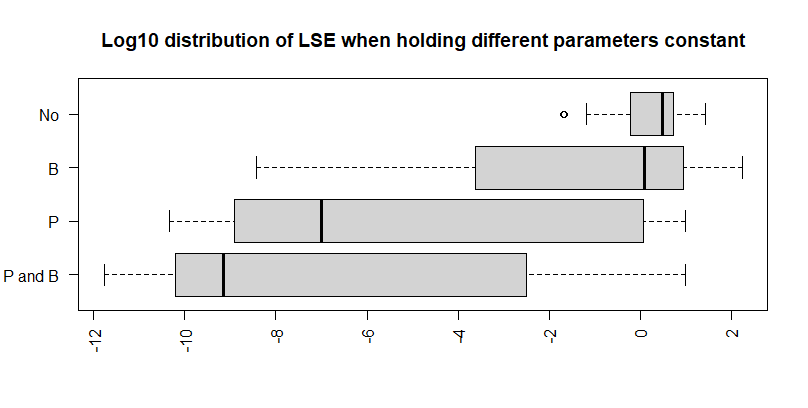 Log10 distribution of LSE when holding different parameters constant
No
B
P
P and B
-12 -10 -8 -6 -4 -2 0 2